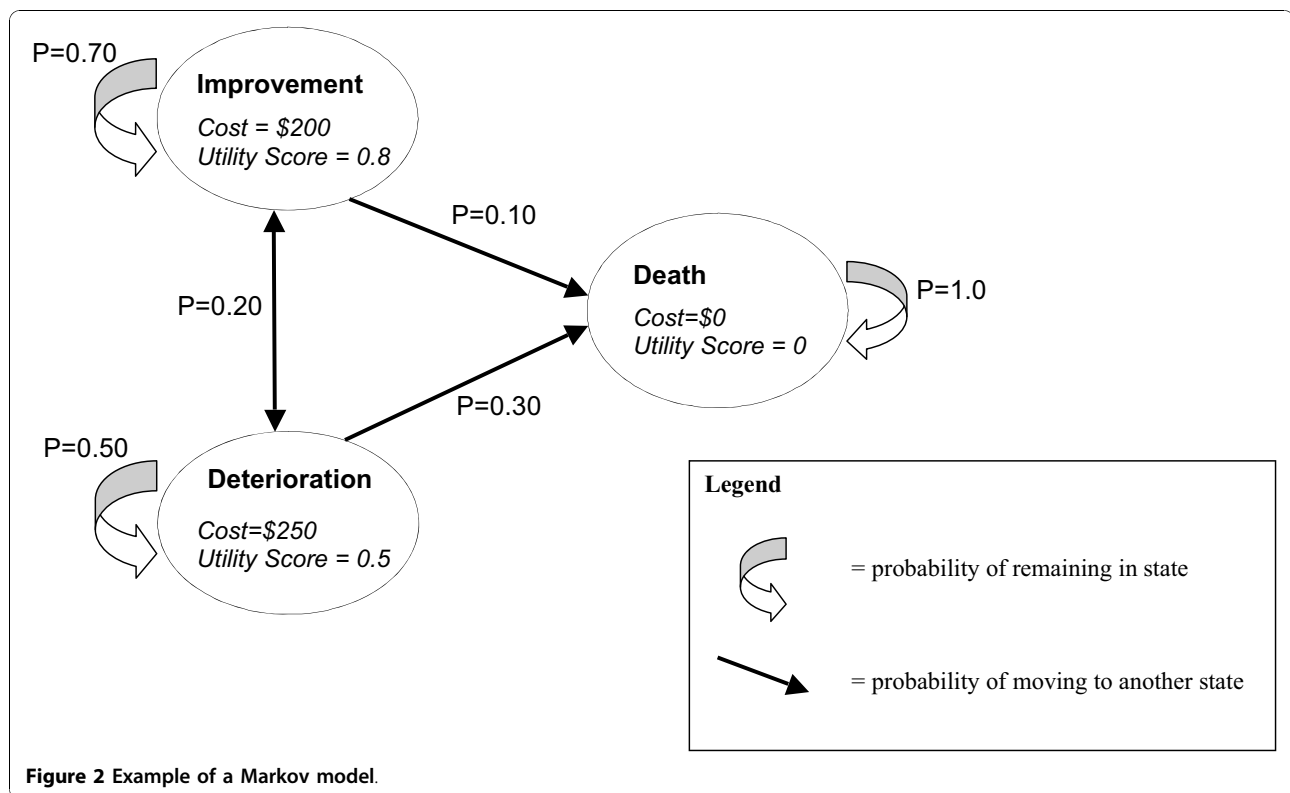 P=0.70
Improvement
Cost = $200
Utility Score = 0.8
P=0.10
Death
Cost=$0
Utility Score = 0
P=1.0
P=0.20
P=0.30
P=0.50
Deterioration
Cost=$250
Utility Score = 0.5
Legend
= probability of remaining in state
= probability of moving to another state
Figure 2 Example of a Markov model.